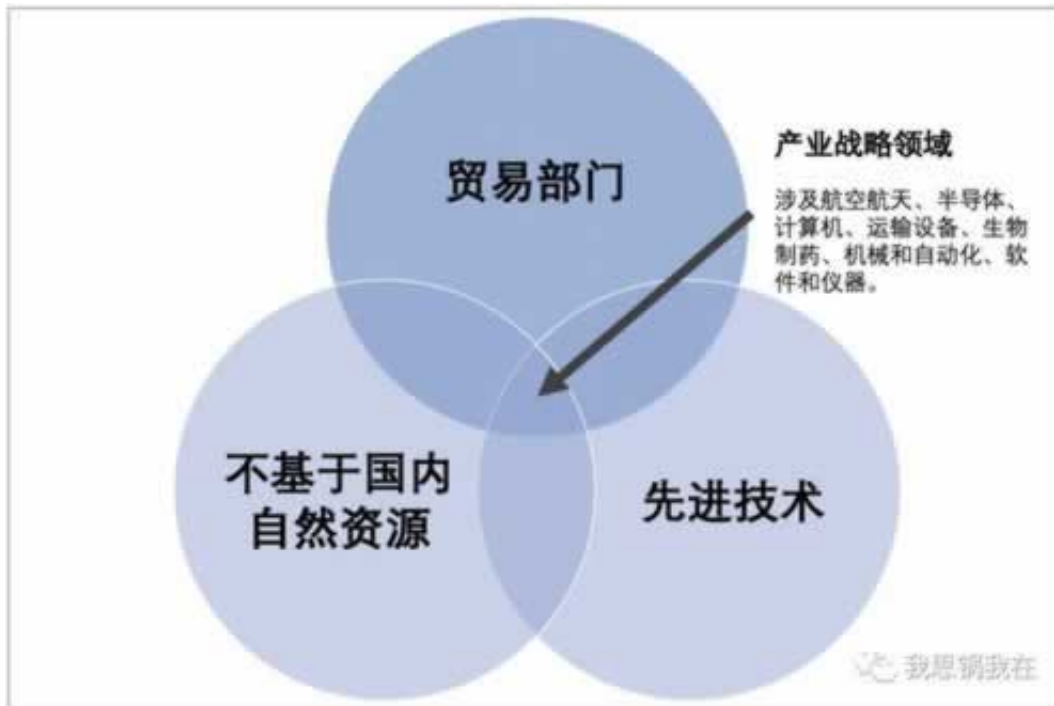 贸易部门
产业战略领域
涉及航空航天、半导体、
计算机、运输设备、生物
制药、机械和自动化、软
件和仪器。
不基于国内
自然资源
先进技术
我思锅我在